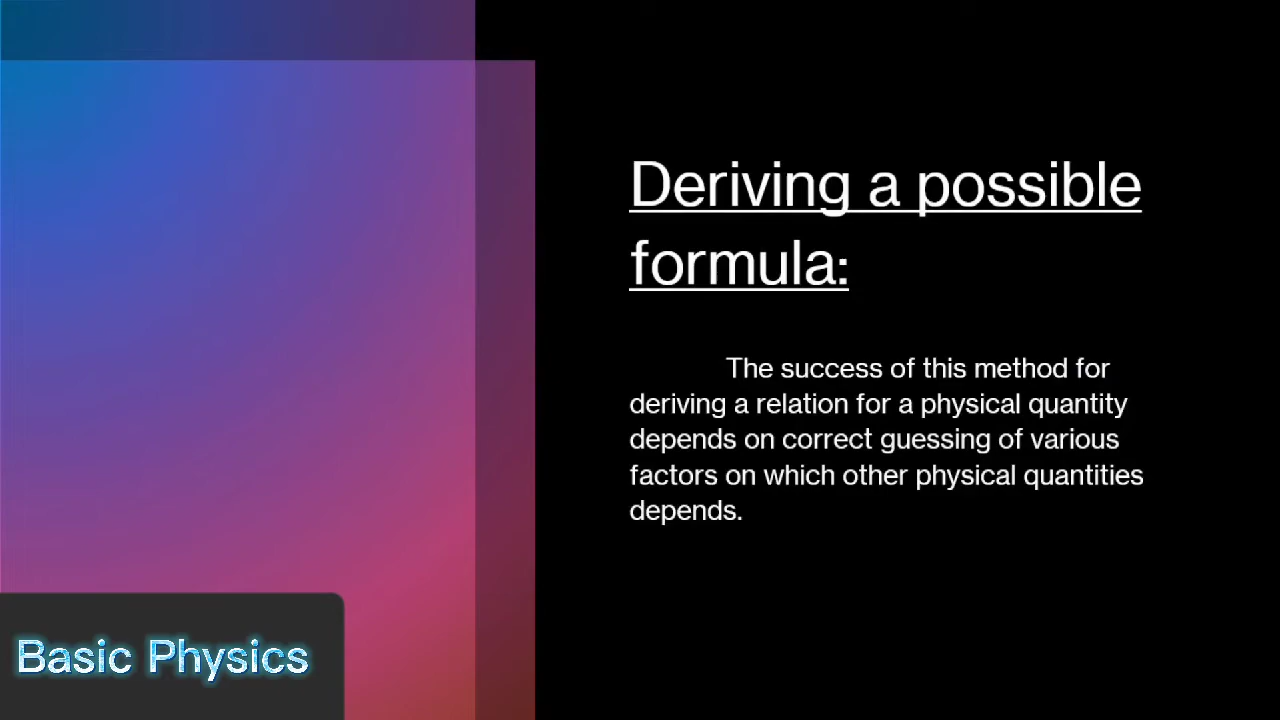 Deriving a possible
formula:
The success of this method for
deriving a relation for a physical quantity
depends on correct guessing of various
factors on which other physical quantities
depends.
Basic Physics